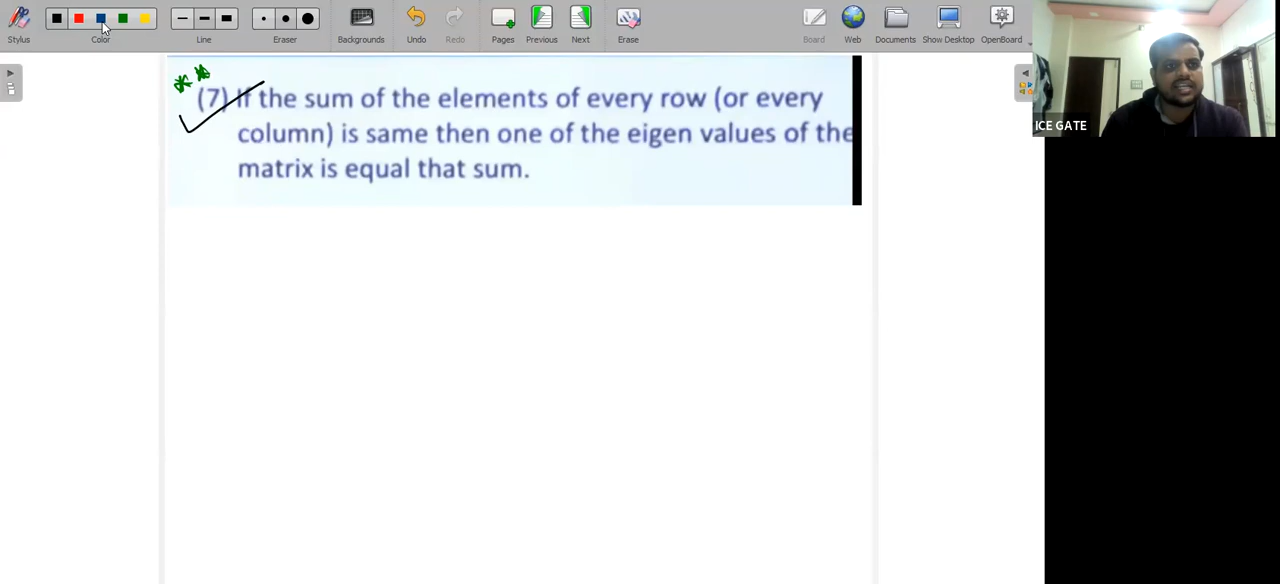 Stylus Color Line Eraser Backgrounds Undo Redo Pages Previous Next Erase Board Web Documents Show Desktop OpenBoard
(7) If the sum of the elements of every row (or every
column) is same then one of the eigen values of the
matrix is equal that sum.
ICE GATE